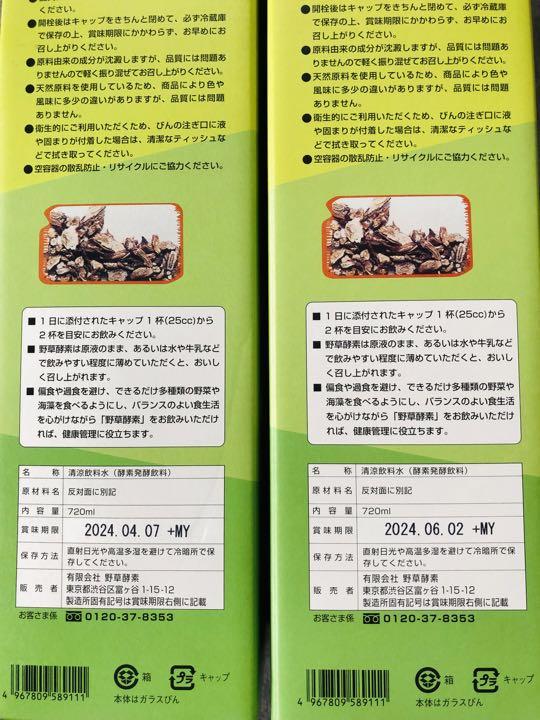 ください。
●開栓後はキャップをきちんと閉めて、必ず冷蔵庫
で保存の上、賞味期限にかかわらず、お早めにお
召し上がりください。
●原料由来の成分が沈澱しますが、品質には問題あ
りませんので軽く振り混ぜてお召し上がりください。
●天然原料を使用しているため、商品により色や
風味に多少の違いがありますが、品質には問題
ありません。
●衛生的にご利用いただくため、びんの注ぎ口に液
や固まりが付着した場合は、清潔なティッシュな
どで拭き取ってください。
●空容器の散乱防止・リサイクルにご協力ください。
■ 1日に添付されたキャップ1杯(25cc)から
2杯を目安にお飲みください。
■ 野草酵素は原液のまま、あるいは水や牛乳など
で飲みやすい程度に薄めていただくと、おいし
く召し上がれます。
■ 偏食や過食を避け、できるだけ多種類の野菜や
海藻を食べるようにし、バランスのよい食生活
を心がけながら「野草酵素」をお飲みいただけ
れば、健康管理に役立ちます。
名称 清涼飲料水(酵素発酵飲料)
原材料名 反対面に別記
内容量 720ml
賞味期限 2024.04.07 +MY
保存方法 直射日光や高温多湿を避けて冷暗所で保
存してください。
販売者 有限会社 野草酵素
東京都渋谷区富ヶ谷1-15-12
製造所固有記号は賞味期限右側に記載
お客さま係 0120-37-8353
4 967809 589111
箱
プラ キャップ
本体はガラスびん
ください。
●開栓後はキャップをきちんと閉めて、必ず冷蔵庫
で保存の上、賞味期限にかかわらず、お早めにお
召し上がりください。
●原料由来の成分が沈澱しますが、品質には問題あ
りませんので軽く振り混ぜてお召し上がりください。
●天然原料を使用しているため、商品により色や
風味に多少の違いがありますが、品質には問題
ありません。
●衛生的にご利用いただくため、びんの注ぎ口に液
や固まりが付着した場合は、清潔なティッシュな
どで拭き取ってください。
●空容器の散乱防止・リサイクルにご協力ください。
■ 1日に添付されたキャップ1杯(25cc)から
2杯を目安にお飲みください。
■ 野草酵素は原液のまま、あるいは水や牛乳など
で飲みやすい程度に薄めていただくと、おいし
く召し上がれます。
■ 偏食や過食を避け、できるだけ多種類の野菜や
海藻を食べるようにし、バランスのよい食生活
を心がけながら「野草酵素」をお飲みいただけ
れば、健康管理に役立ちます。
名称 清涼飲料水(酵素発酵飲料)
原材料名 反対面に別記
内容量 720ml
賞味期限 2024.06.02 +MY
保存方法 直射日光や高温多湿を避けて冷暗所で保
存してください。
販売者 有限会社 野草酵素
東京都渋谷区富ヶ谷1-15-12
製造所固有記号は賞味期限右側に記載
お客さま係 0120-37-8353
4 967809 589111
箱
プラ キャップ
本体はガラスびん